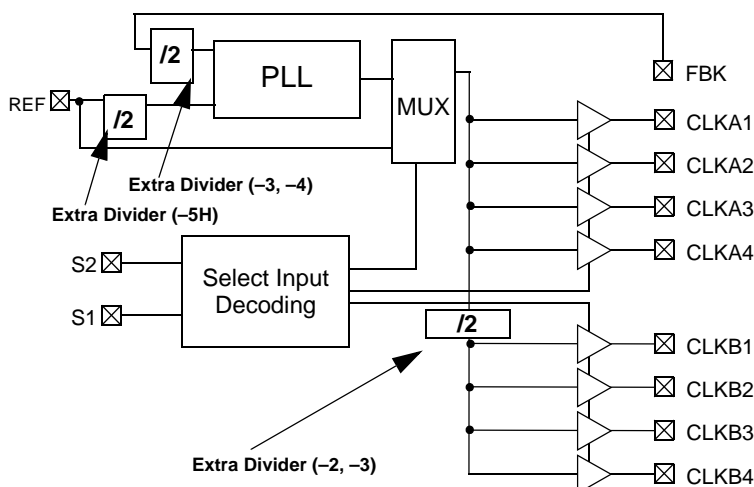 /2
PLL
FBK
REF
/2
MUX
CLKA1
CLKA2
Extra Divider (–3, –4)
CLKA3
Extra Divider (–5H)
CLKA4
S2
Select Input
Decoding
S1
/2
CLKB1
CLKB2
CLKB3
Extra Divider (–2, –3)
CLKB4